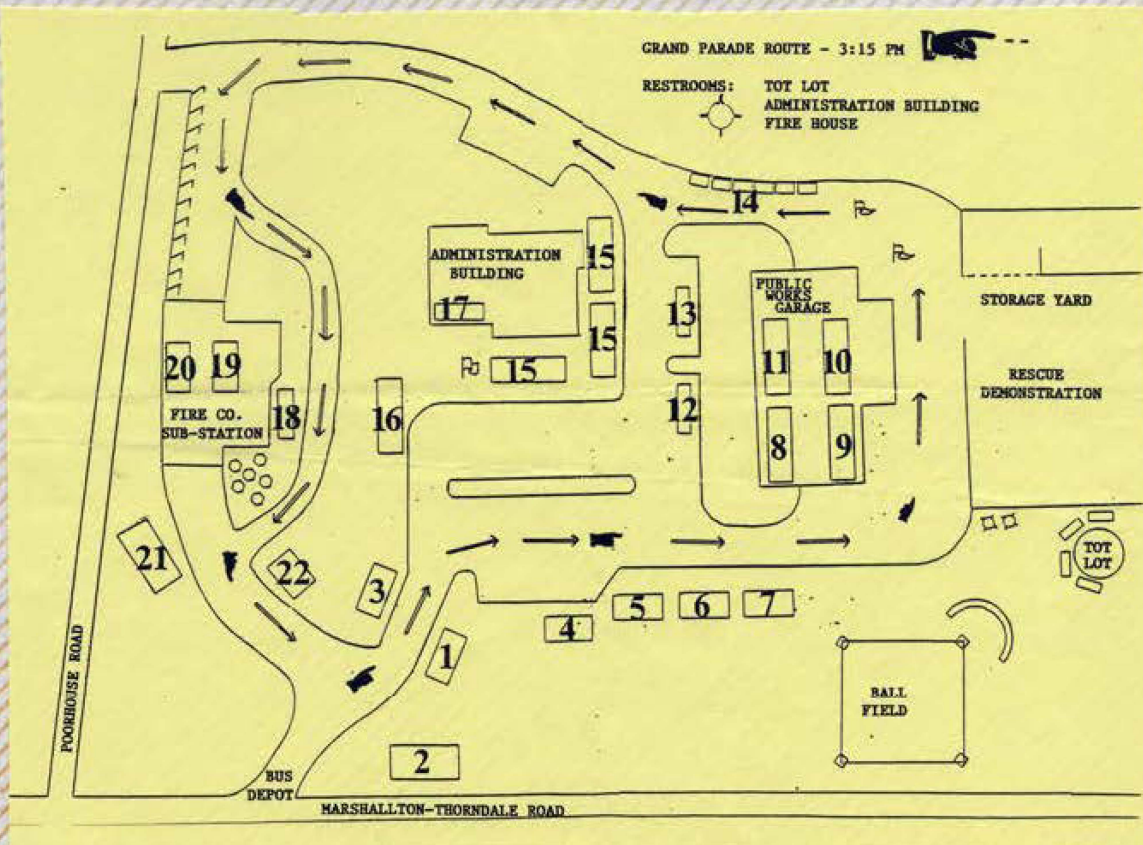 GRAND PARADE ROUTE - 3:15 PM
RESTROOMS: TOT LOT
ADMINISTRATION BUILDING
FIRE HOUSE
14
ADMINISTRATION
BUILDING
15
17
15
15
13
12
PUBLIC
WORKS
GARAGE
11
10
8
9
STORAGE YARD
RESCUE
DEMONSTRATION
20
19
18
16
FIRE CO.
SUB-STATION
21
22
3
1
4
5
6
7
TOT
LOT
BALL
FIELD
POORHOUSE ROAD
2
BUS
DEPOT
MARSHALLTON-THORNDALE ROAD